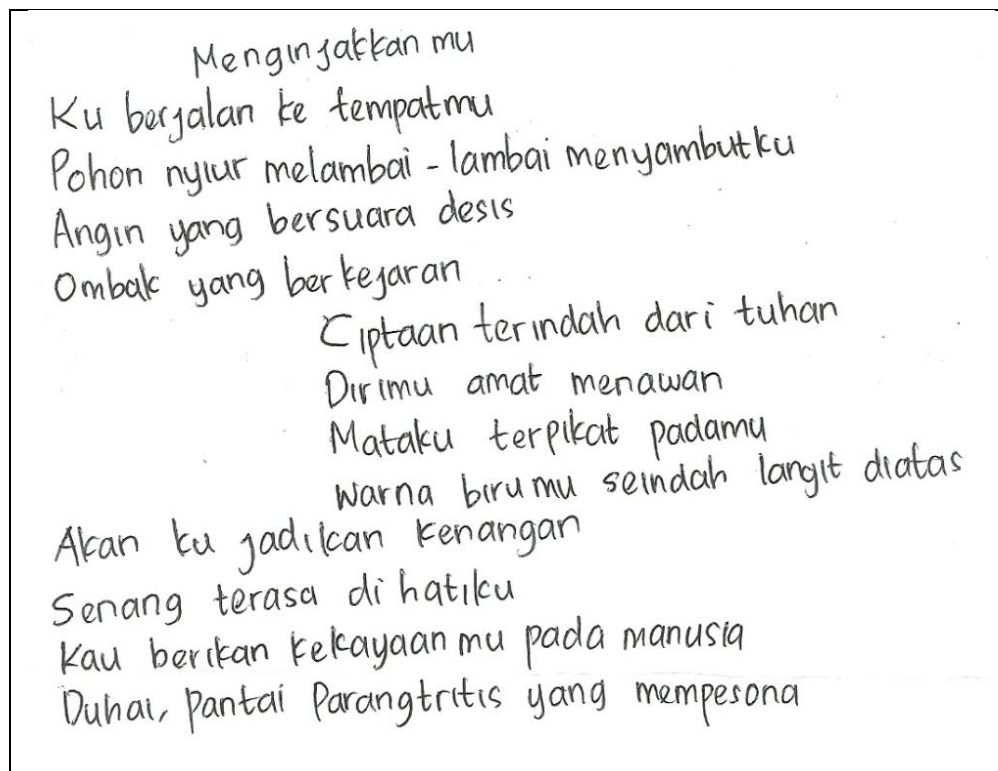 Menginjakkan mu
Ku berjalan ke tempatmu
Pohon nyiur melambai - lambai menyambutku
Angin yang bersuara desis
Ombak yang berkejaran
Ciptaan terindah dari tuhan
Dirimu amat menawan
Mataku terpikat padamu
Warna birumu seindah langit diatas
Akan ku jadikan kenangan
Senang terasa di hatiku
Kau berikan kekayaan mu pada manusia
Duhai, Pantai Parangtritis yang mempesona